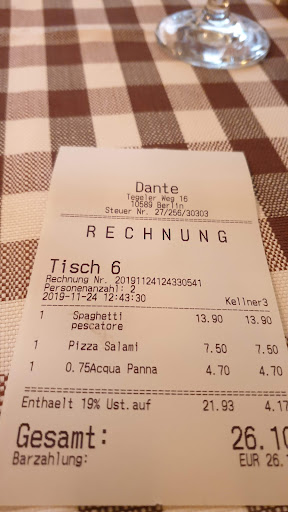 Dante
Tegeler Weg 16
10589 Berlin
Steuer Nr. 27/256/30303
RECHNUNG
Tisch 6
Rechnung Nr. 20191124124330541
Personenanzahl: 2
2019-11-24 12:43:30 Kellner3
1 Spaghetti 13.90 13.90
pescatore
1 Pizza Salami 7.50 7.50
1 0.75Acqua Panna 4.70 4.70
Enthaelt 19% Ust.auf 21.93 4.17
Gesamt: 26.10
Barzahlung: EUR 26.1